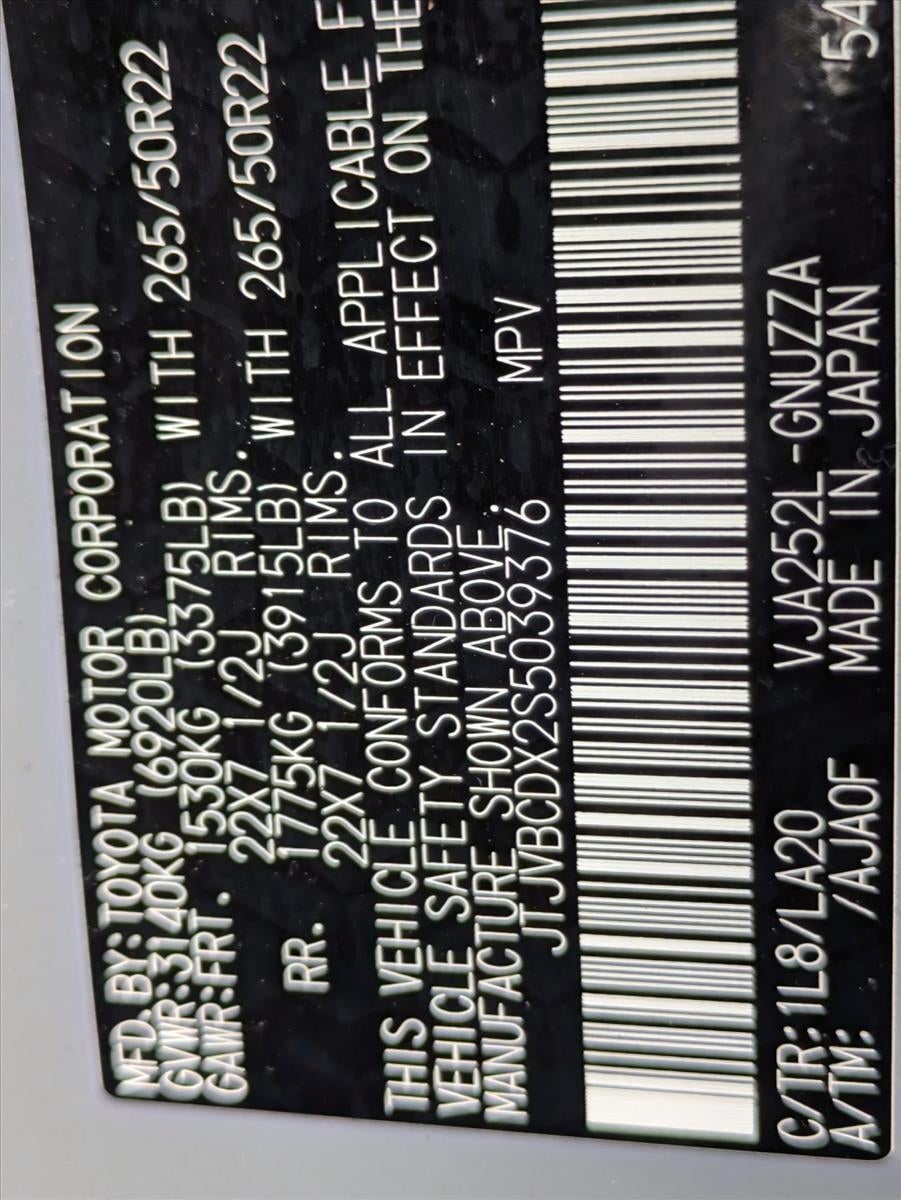 MFD. BY:TOYOTA MOTOR CORPORATION
GVWR:3140KG (6920LB)
GAWR:FRT. 1530KG (3375LB) WITH 265/50R22
22X7 1/2J RIMS.
RR. 1775KG (3915LB) WITH 265/50R22
22X7 1/2J RIMS.
THIS VEHICLE CONFORMS TO ALL APPLICABLE F
VEHICLE SAFETY STANDARDS IN EFFECT ON THE
MANUFACTURE SHOWN ABOVE.
JTJVBCDX2S5039376 MPV
C/TR:1L8/LA20 VJA252L-GNUZZA
A/TM: /AJA0F MADE IN JAPAN 54